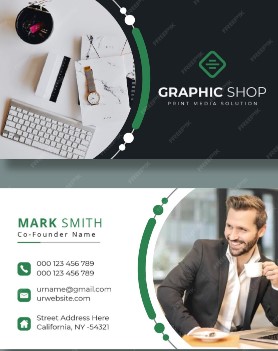 GRAPHIC SHOP
PRINT MEDIA SOLUTION
MARK SMITH
Co-Founder Name
000 123 456 789
000 123 456 789
urname@gmail.com
urwebsite.com
Street Address Here
California, NY -54321